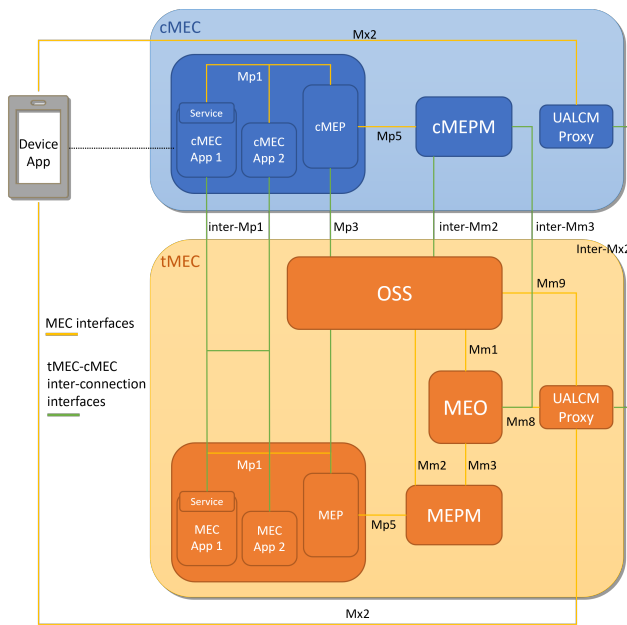 cMEC
Mx2
Mp1
Service
cMEC
App 1
cMEC
App 2
cMEP
Mp5
cMEPM
UALCM
Proxy
Device
App
inter-Mp1
Mp3
inter-Mm2
inter-Mm3
Inter-Mx2
tMEC
OSS
Mm9
MEC interfaces
Mm1
tMEC-cMEC
inter-connection
interfaces
MEO
UALCM
Proxy
Mm8
Mp1
Mm2
Mm3
Service
MEC
App 1
MEC
App 2
MEP
Mp5
MEPM
Mx2